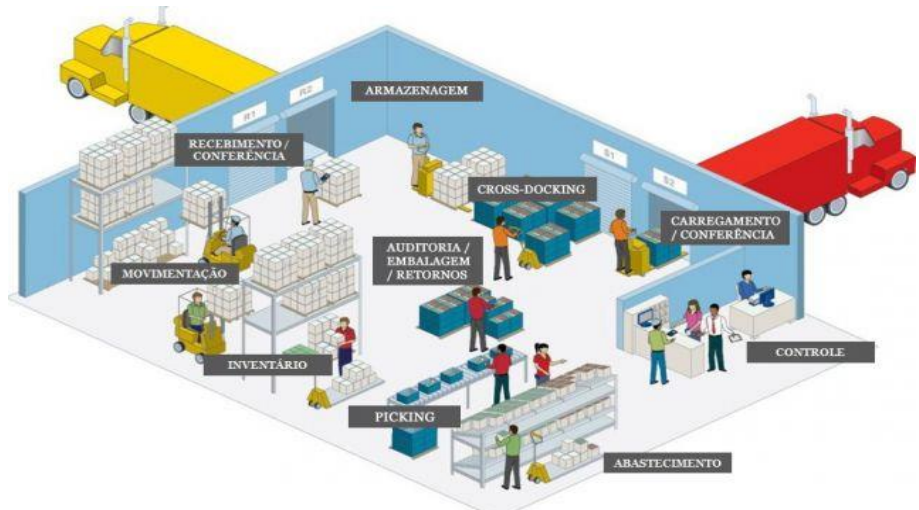 ARMAZENAGEM
R1
R2
RECEBIMENTO /
CONFERÊNCIA
S1
S2
CROSS-DOCKING
CARREGAMENTO
/ CONFERÊNCIA
AUDITORIA /
EMBALAGEM
/ RETORNOS
MOVIMENTAÇÃO
INVENTÁRIO
CONTROLE
PICKING
ABASTECIMENTO